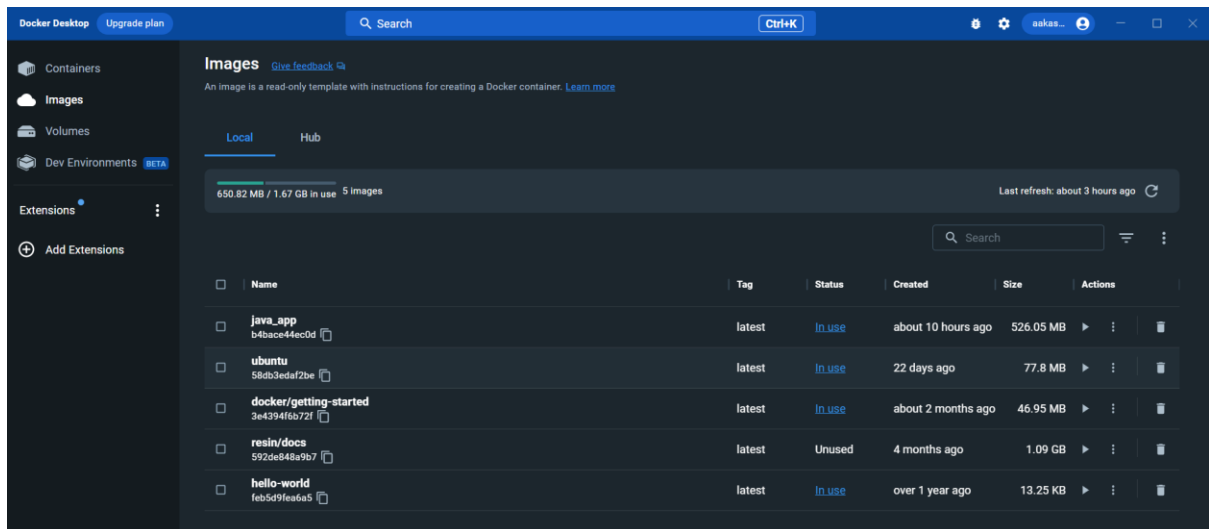 Docker Desktop Upgrade plan Search Ctrl+K aakas...
Containers
Images
Volumes
Dev Environments BETA
Extensions
Add Extensions
Images Give feedback
An image is a read-only template with instructions for creating a Docker container. Learn more
Local Hub
650.82 MB / 1.67 GB in use 5 images Last refresh: about 3 hours ago
Search
Name Tag Status Created Size Actions
java_app latest In use about 10 hours ago 526.05 MB
b4bace44ec0d
ubuntu latest In use 22 days ago 77.8 MB
58db3edaf2be
docker/getting-started latest In use about 2 months ago 46.95 MB
3e4394f6b72f
resin/docs latest Unused 4 months ago 1.09 GB
592de848a9b7
hello-world latest In use over 1 year ago 13.25 KB
feb5d9fea6a5